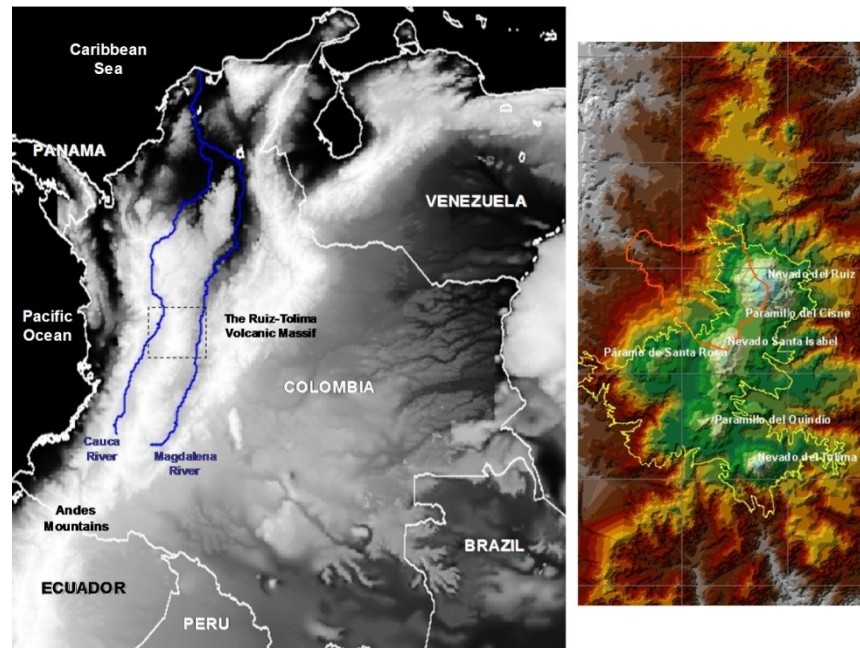 Caribbean
Sea
PANAMA
VENEZUELA
Pacific
Ocean
The Ruiz-Tolima
Volcanic Massif
COLOMBIA
Cauca
River
Magdalena
River
Andes
Mountains
BRAZIL
ECUADOR
PERU
Nevado del Ruiz
Paramillo del Cisne
Nevado Santa Isabel
Páramo de Santa Rosa
Paramillo del Quindío
Nevado del Tolima